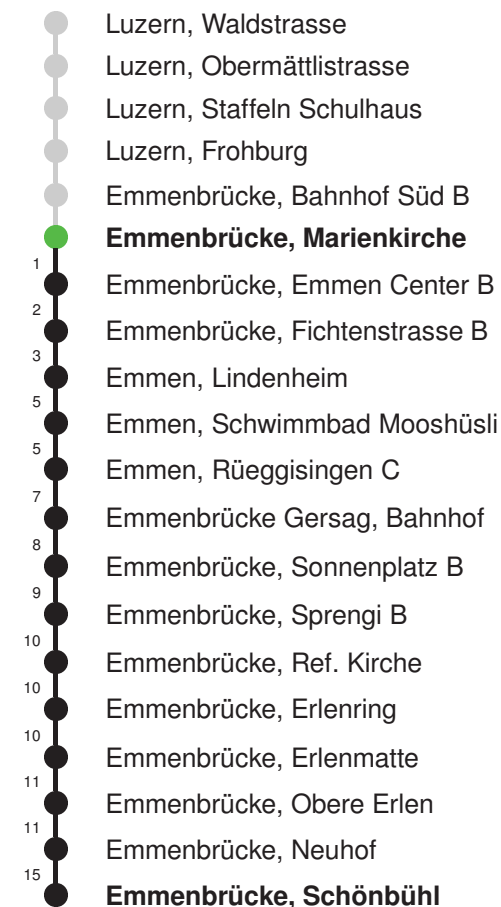 Luzern, Waldstrasse
Luzern, Obermättlistrasse
Luzern, Staffeln Schulhaus
Luzern, Frohburg
Emmenbrücke, Bahnhof Süd B
Emmenbrücke, Marienkirche
1
Emmenbrücke, Emmen Center B
2
Emmenbrücke, Fichtenstrasse B
3
Emmen, Lindenheim
5
Emmen, Schwimmbad Mooshüsli
5
Emmen, Rüeggisingen C
7
Emmenbrücke Gersag, Bahnhof
8
Emmenbrücke, Sonnenplatz B
9
Emmenbrücke, Sprengi B
10
Emmenbrücke, Ref. Kirche
10
Emmenbrücke, Erlenring
10
Emmenbrücke, Erlenmatte
11
Emmenbrücke, Obere Erlen
11
Emmenbrücke, Neuhof
15
Emmenbrücke, Schönbühl